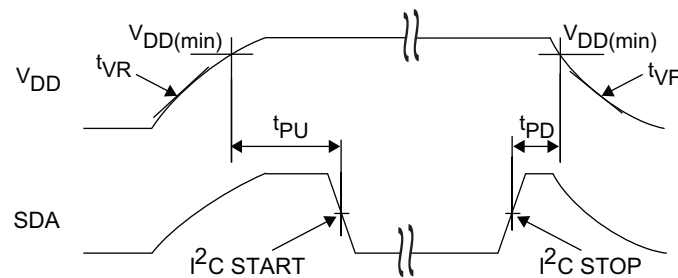 VDD(min)
VDD(min)
tVR
VDD
tVF
tPU
tPD
SDA
I2C START
I2C STOP